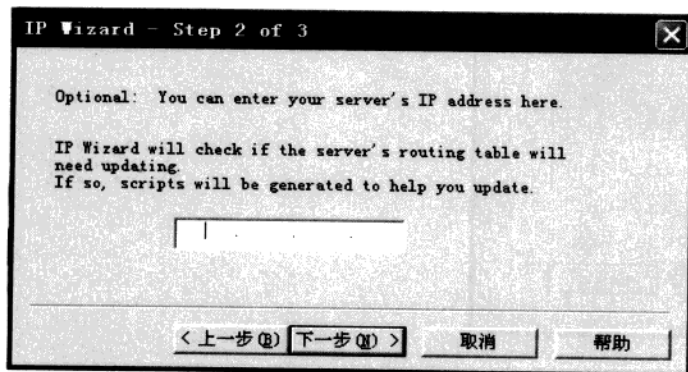 IP Wizard - Step 2 of 3
Optional: You can enter your server's IP address here.
IP Wizard will check if the server's routing table will
need updating.
If so, scripts will be generated to help you update.
< 上一步(B) 下一步(N) > 取消 帮助